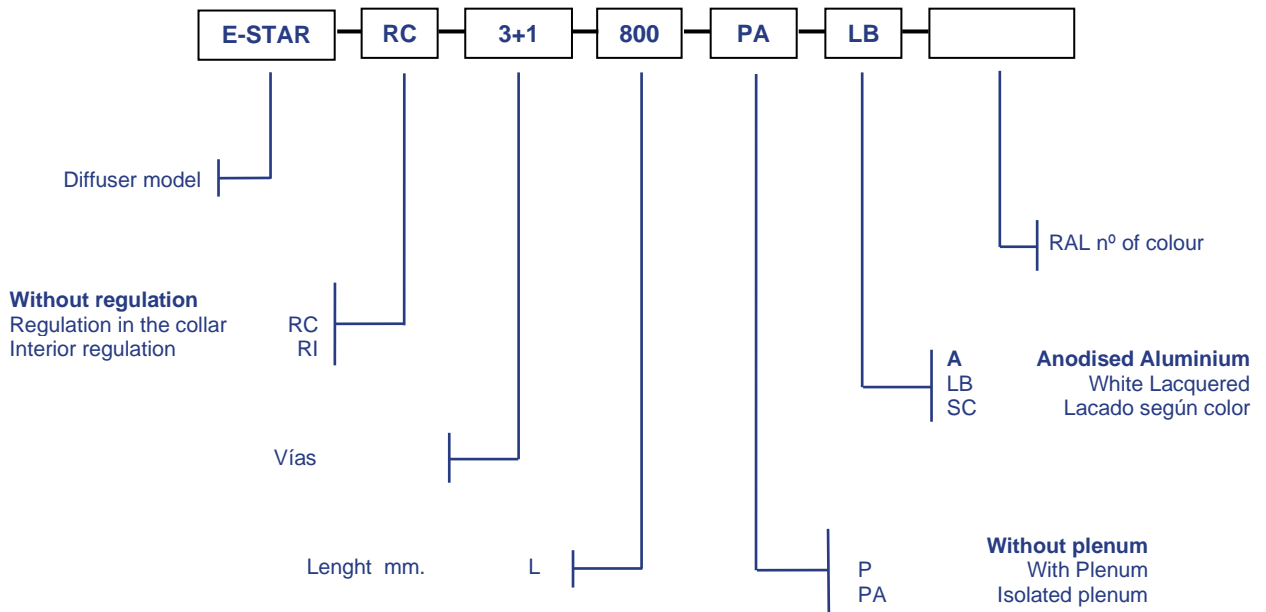 E-STAR RC 3+1 800 PA LB
Diffuser model
RAL nº of colour
Without regulation
Regulation in the collar RC
Interior regulation RI
A Anodised Aluminium
LB White Lacquered
SC Lacado según color
Vías
Without plenum
Lenght mm. L
P With Plenum
PA Isolated plenum